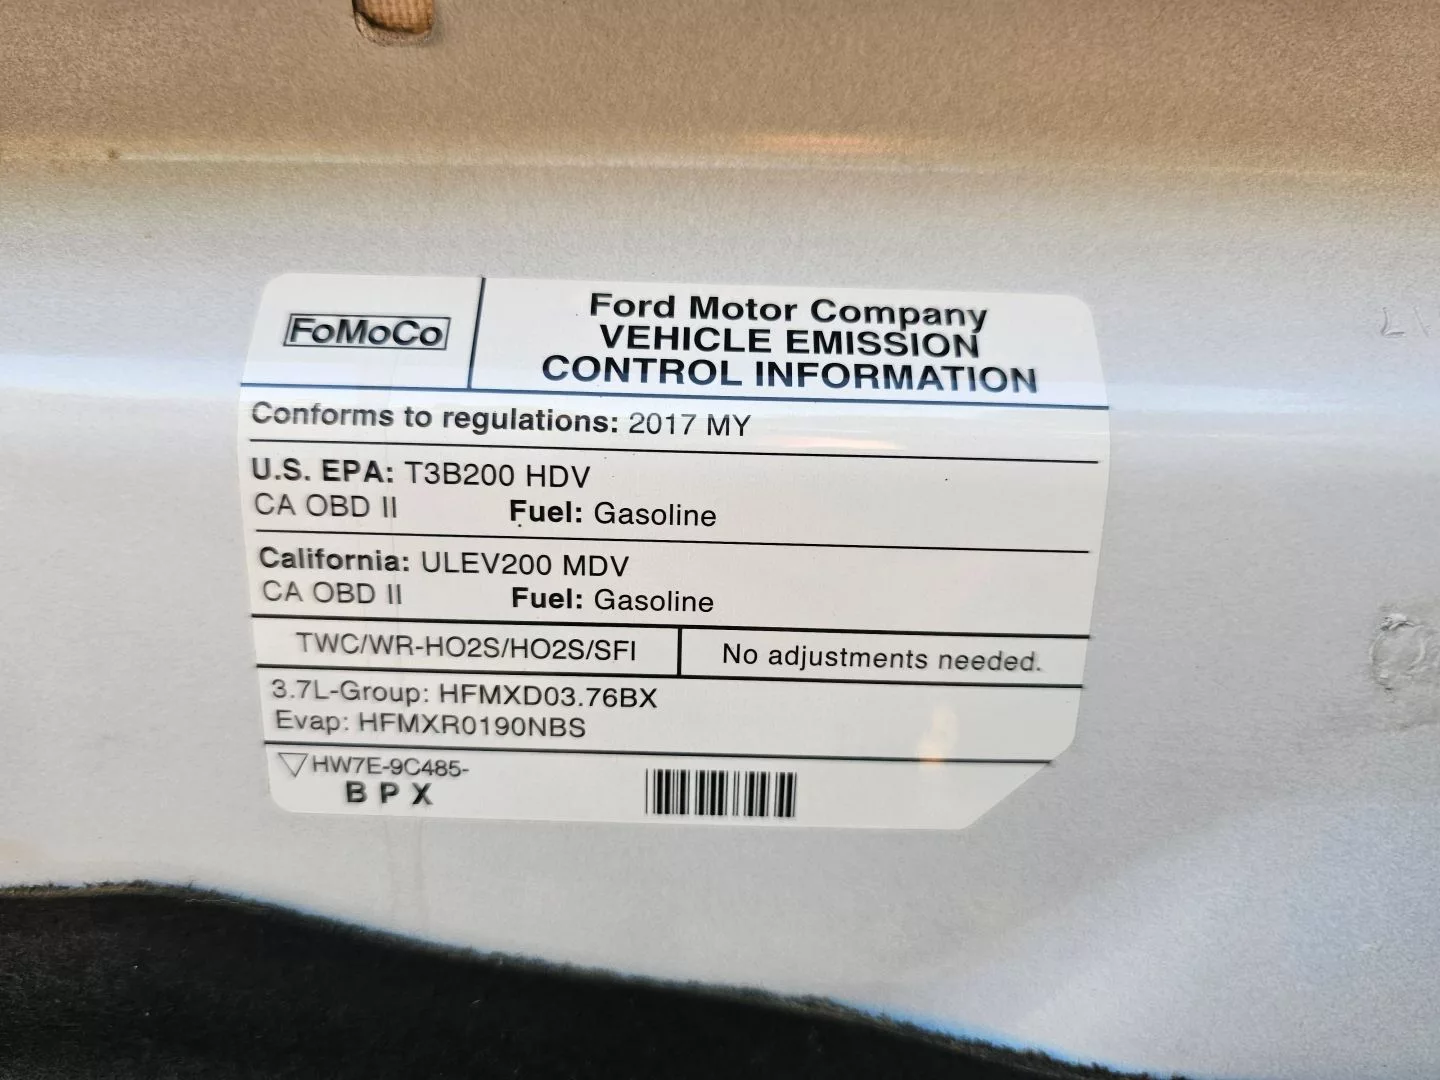 FoMoCo
Ford Motor Company
VEHICLE EMISSION
CONTROL INFORMATION
Conforms to regulations: 2017 MY
U.S. EPA: T3B200 HDV
CA OBD II Fuel: Gasoline
California: ULEV200 MDV
CA OBD II Fuel: Gasoline
TWC/WR-HO2S/HO2S/SFI
No adjustments needed.
3.7L-Group: HFMXD03.76BX
Evap: HFMXR0190NBS
HW7E-9C485-
B P X